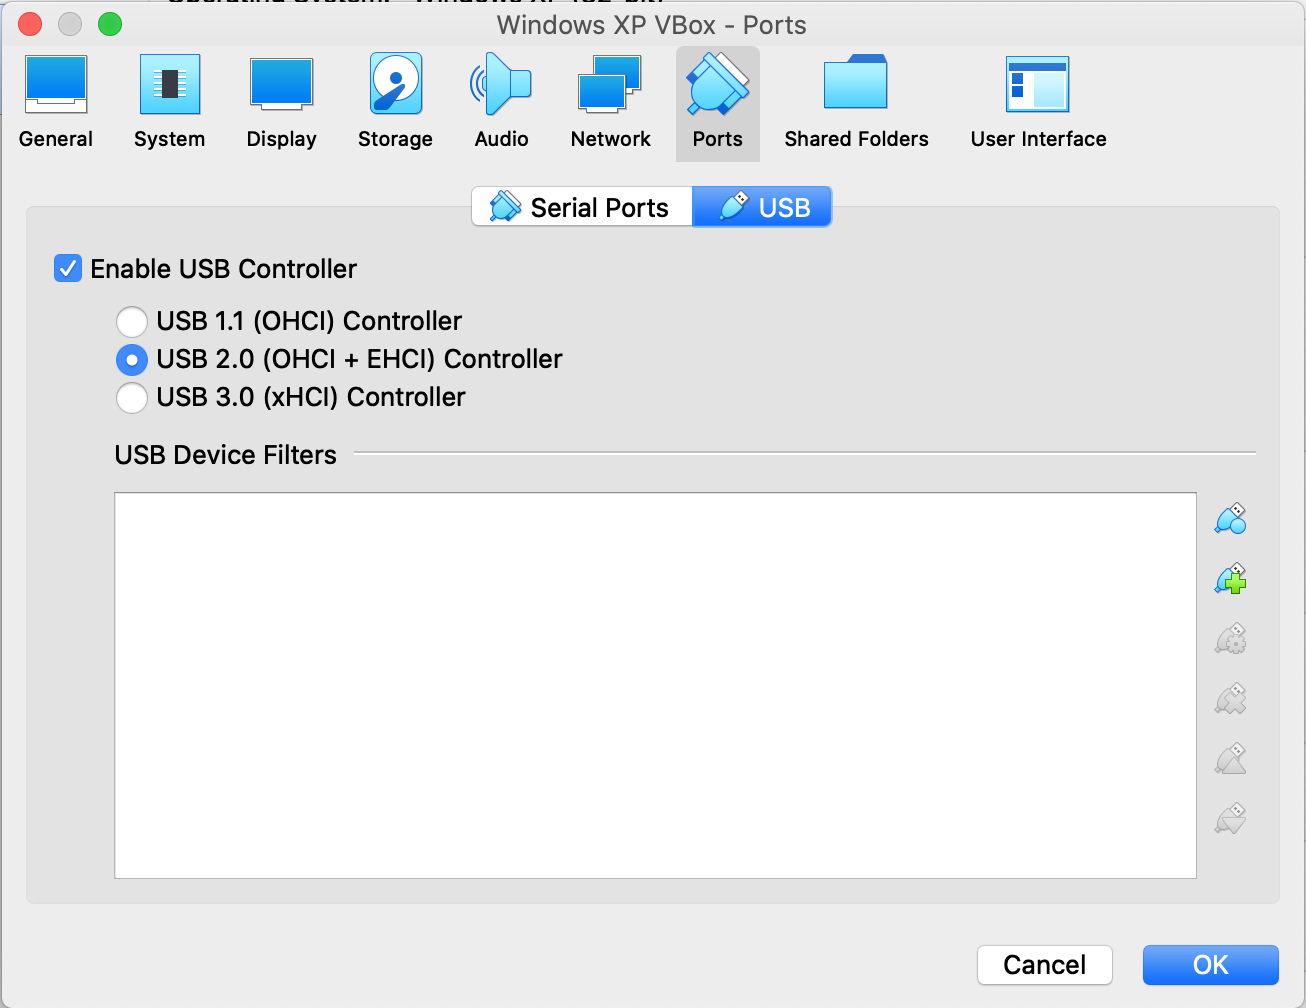 Windows XP VBox - Ports
General
System
Display
Storage
Audio
Network
Ports
Shared Folders
User Interface
Serial Ports
USB
Enable USB Controller
USB 1.1 (OHCI) Controller
USB 2.0 (OHCI + EHCI) Controller
USB 3.0 (xHCI) Controller
USB Device Filters
Cancel
OK